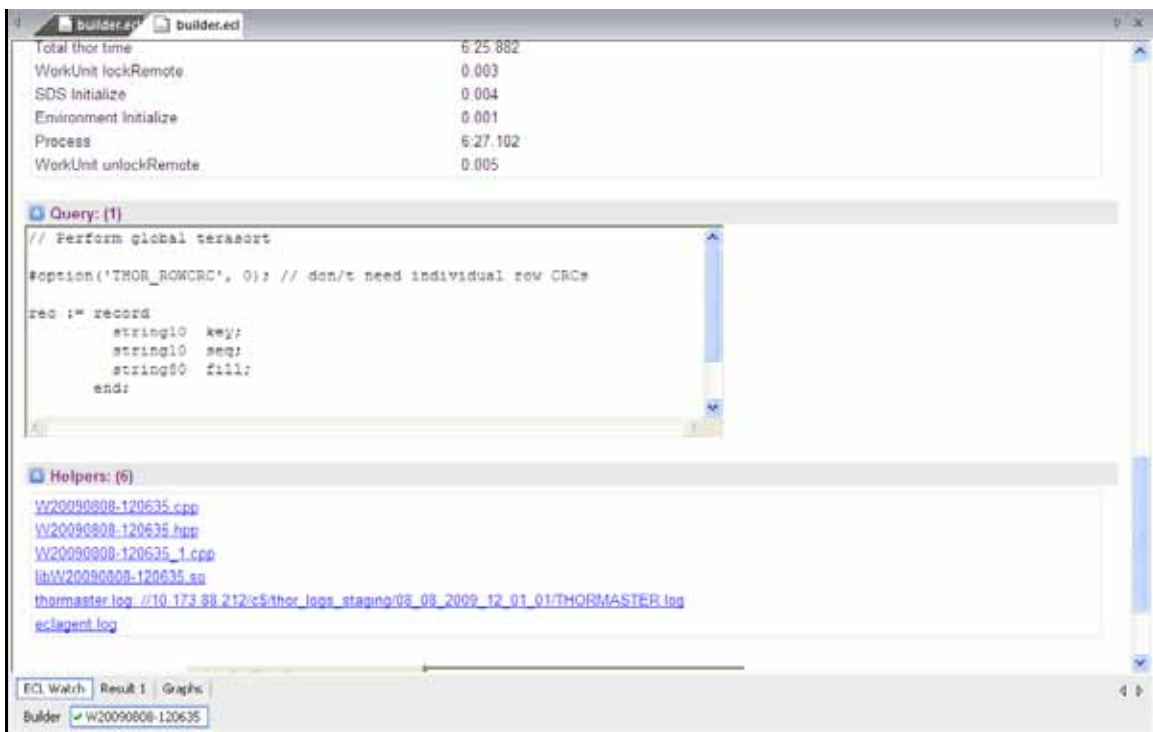 builder.ecl builder.ecl
Total thor time 6:25.882
WorkUnit lockRemote 0.003
SDS Initialize 0.004
Environment Initialize 0.001
Process 6:27.102
WorkUnit unlockRemote 0.005
Query: (1)
// Perform global terasort
#option('THOR_ROWCRC', 0); // don/t need individual row CRCs
rec := record
string10 key;
string10 seq;
string80 fill;
end;
Helpers: (6)
W20090808-120635.cpp
W20090808-120635.hpp
W20090808-120635_1.cpp
libW20090808-120635.so
thormaster.log: //10.173.88.212/c$/thor_logs_staging/08_08_2009_12_01_01/THORMASTER.log
eclagent.log
ECL Watch Result 1 Graphs
Builder W20090808-120635